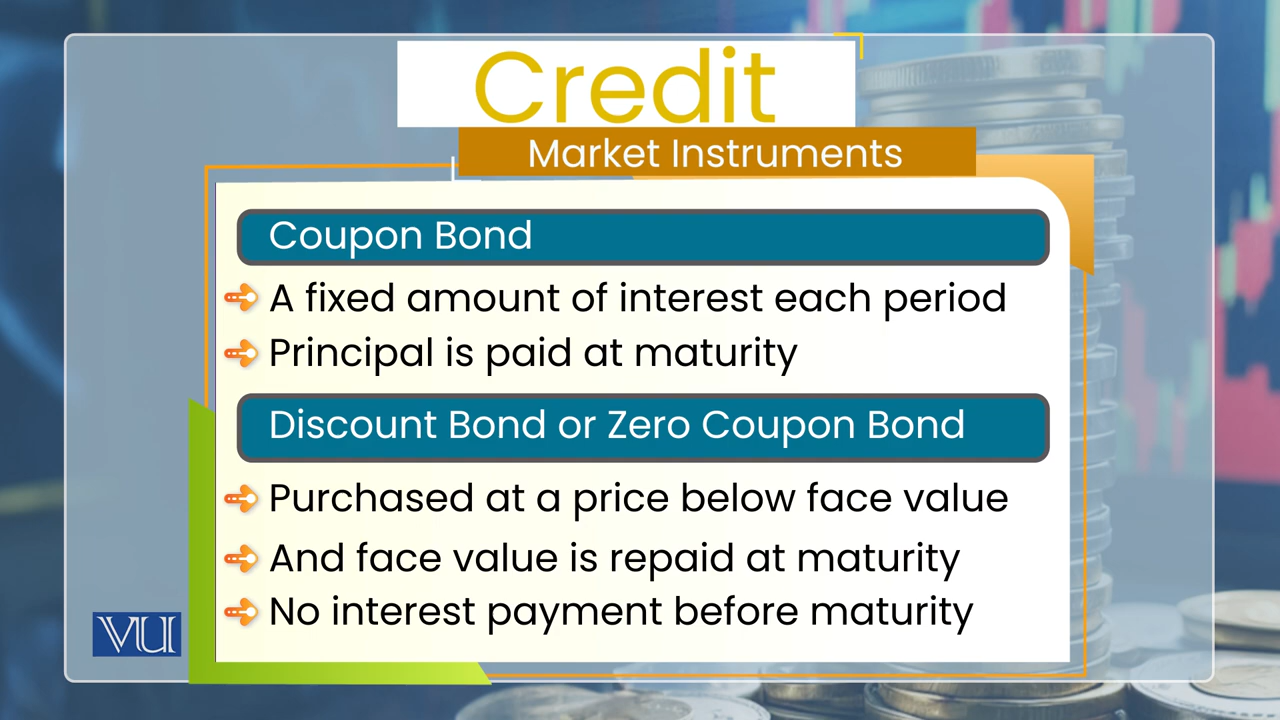 Credit
Market Instruments
Coupon Bond
A fixed amount of interest each period
Principal is paid at maturity
Discount Bond or Zero Coupon Bond
Purchased at a price below face value
And face value is repaid at maturity
No interest payment before maturity
VU